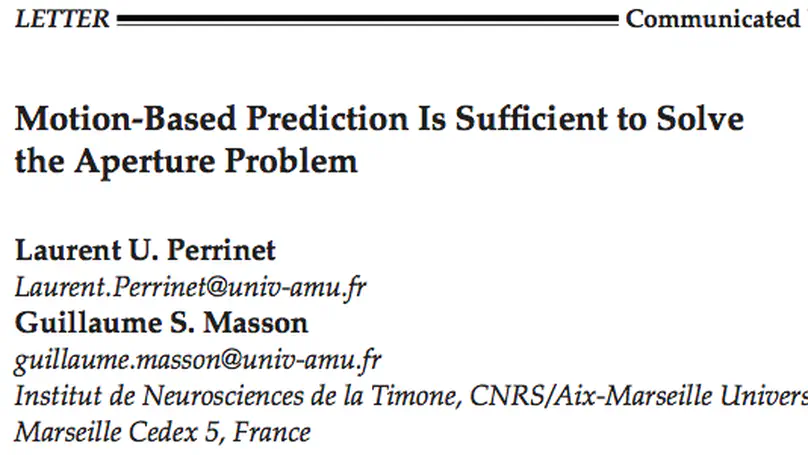 LETTER Communicated
Motion-Based Prediction Is Sufficient to Solve
the Aperture Problem
Laurent U. Perrinet
Laurent.Perrinet@univ-amu.fr
Guillaume S. Masson
guillaume.masson@univ-amu.fr
Institut de Neurosciences de la Timone, CNRS/Aix-Marseille Univers
Marseille Cedex 5, France